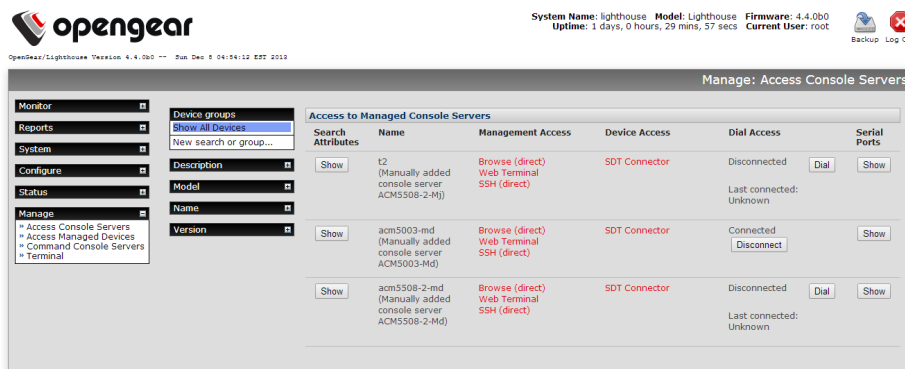 opengear
System Name: lighthouse Model: Lighthouse Firmware: 4.4.0b0
Uptime: 1 days, 0 hours, 29 mins, 57 secs Current User: root
Backup Log O
OpenGear/Lighthouse Version 4.4.0b0 -- Sun Dec 8 04:54:12 EST 2013
Manage: Access Console Servers
Monitor
Reports
System
Configure
Status
Manage
» Access Console Servers
» Access Managed Devices
» Command Console Servers
» Terminal
Device groups
Show All Devices
New search or group...
Description
Model
Name
Version
Access to Managed Console Servers
Search Attributes Name Management Access Device Access Dial Access Serial Ports
Show
t2
(Manually added
console server
ACM5508-2-Mj)
Browse (direct)
Web Terminal
SSH (direct)
SDT Connector
Disconnected
Dial
Last connected:
Unknown
Show
Show
acm5003-md
(Manually added
console server
ACM5003-Md)
Browse (direct)
Web Terminal
SSH (direct)
SDT Connector
Connected
Disconnect
Show
Show
acm5508-2-md
(Manually added
console server
ACM5508-2-Md)
Browse (direct)
Web Terminal
SSH (direct)
SDT Connector
Disconnected
Dial
Last connected:
Unknown
Show